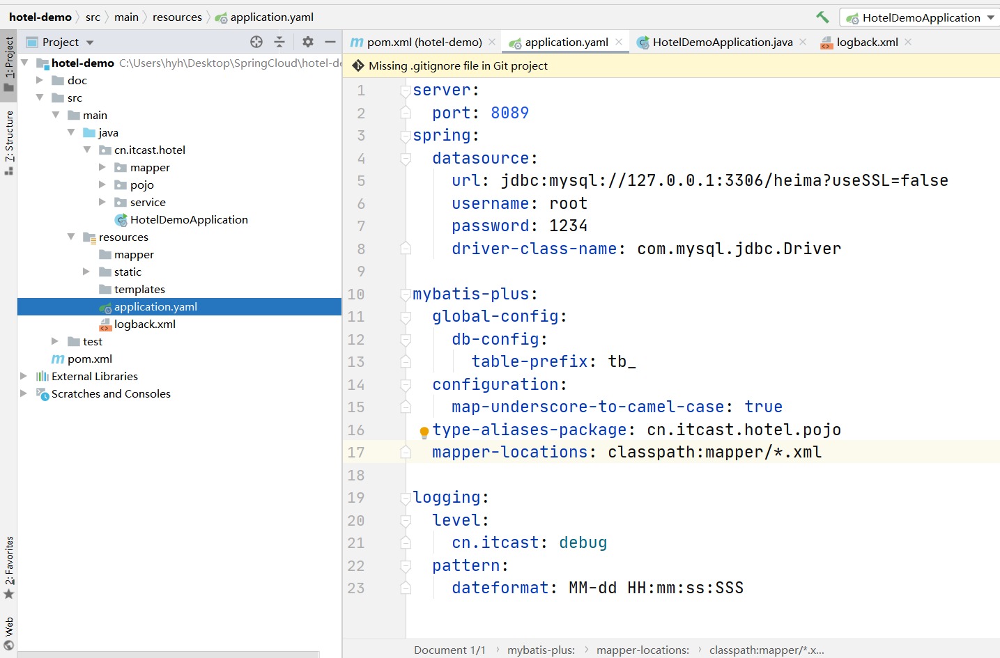 hotel-demo src main resources application.yaml HotelDemoApplication
1: Project
7: Structure
2: Favorites
Web
Project
hotel-demo C:\Users\hyh\Desktop\SpringCloud\hotel-de
doc
src
main
java
cn.itcast.hotel
mapper
pojo
service
HotelDemoApplication
resources
mapper
static
templates
application.yaml
logback.xml
test
pom.xml
External Libraries
Scratches and Consoles
pom.xml (hotel-demo) application.yaml HotelDemoApplication.java logback.xml
Missing .gitignore file in Git project
1 server:
2 port: 8089
3 spring:
4 datasource:
5 url: jdbc:mysql://127.0.0.1:3306/heima?useSSL=false
6 username: root
7 password: 1234
8 driver-class-name: com.mysql.jdbc.Driver
9
10 mybatis-plus:
11 global-config:
12 db-config:
13 table-prefix: tb_
14 configuration:
15 map-underscore-to-camel-case: true
16 type-aliases-package: cn.itcast.hotel.pojo
17 mapper-locations: classpath:mapper/*.xml
18
19 logging:
20 level:
21 cn.itcast: debug
22 pattern:
23 dateformat: MM-dd HH:mm:ss:SSS
Document 1/1 mybatis-plus: mapper-locations: classpath:mapper/*.x...